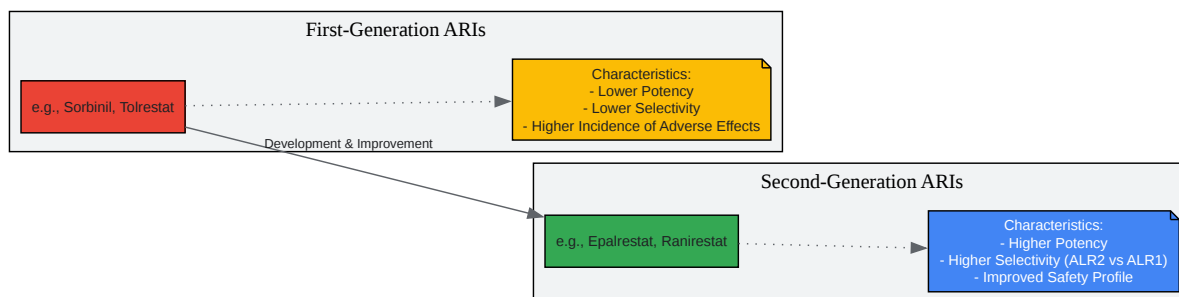 First-Generation ARIs
e.g., Sorbinil, Tolrestat
Characteristics:
- Lower Potency
- Lower Selectivity
- Higher Incidence of Adverse Effects
Development & Improvement
Second-Generation ARIs
e.g., Epalrestat, Ranirestat
Characteristics:
- Higher Potency
- Higher Selectivity (ALR2 vs ALR1)
- Improved Safety Profile